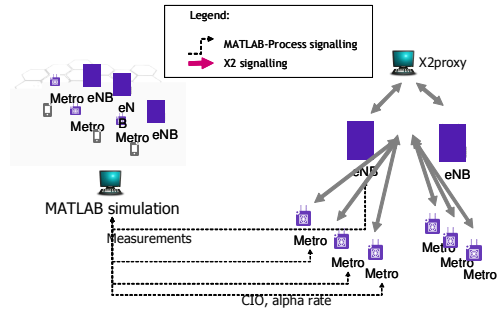 Legend:
MATLAB-Process signalling
X2 signalling
X2proxy
Metro
eNB
eN
B
Metro
Metro
eNB
eNB
eNB
MATLAB simulation
Measurements
Metro
Metro
Metro
Metro
Metro
Metro
CIO, alpha rate